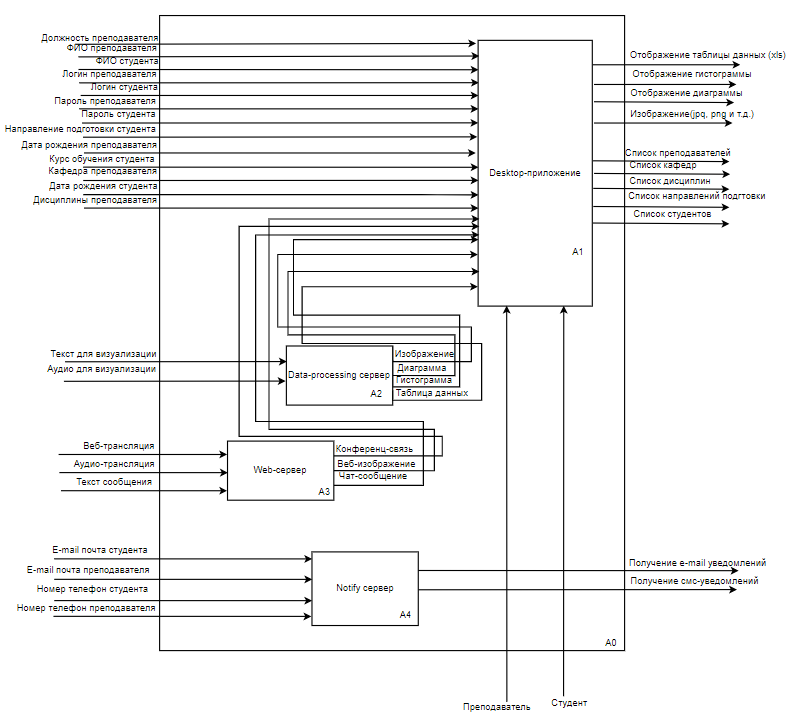 Должность преподавателя
ФИО преподавателя
ФИО студента
Логин преподавателя
Логин студента
Пароль преподавателя
Пароль студента
Направление подготовки студента
Дата рождения преподавателя
Курс обучения студента
Кафедра преподавателя
Дата рождения студента
Дисциплины преподавателя
Desktop-приложение
A1
Отображение таблицы данных (xls)
Отображение гистограммы
Отображение диаграммы
Изображение(jpq, png и т.д.)
Список преподавателей
Список кафедр
Список дисциплин
Список направлений подгтовки
Список студентов
Текст для визуализации
Аудио для визуализации
Data-processing сервер
A2
Изображение
Диаграмма
Гистограмма
Таблица данных
Веб-трансляция
Аудио-трансляция
Текст сообщения
Web-сервер
A3
Конференц-связь
Веб-изображение
Чат-сообщение
E-mail почта студента
E-mail почта преподавателя
Номер телефон студента
Номер телефон преподавателя
Notify сервер
A4
Получение e-mail уведомлений
Получение смс-уведомлений
A0
Преподаватель
Студент